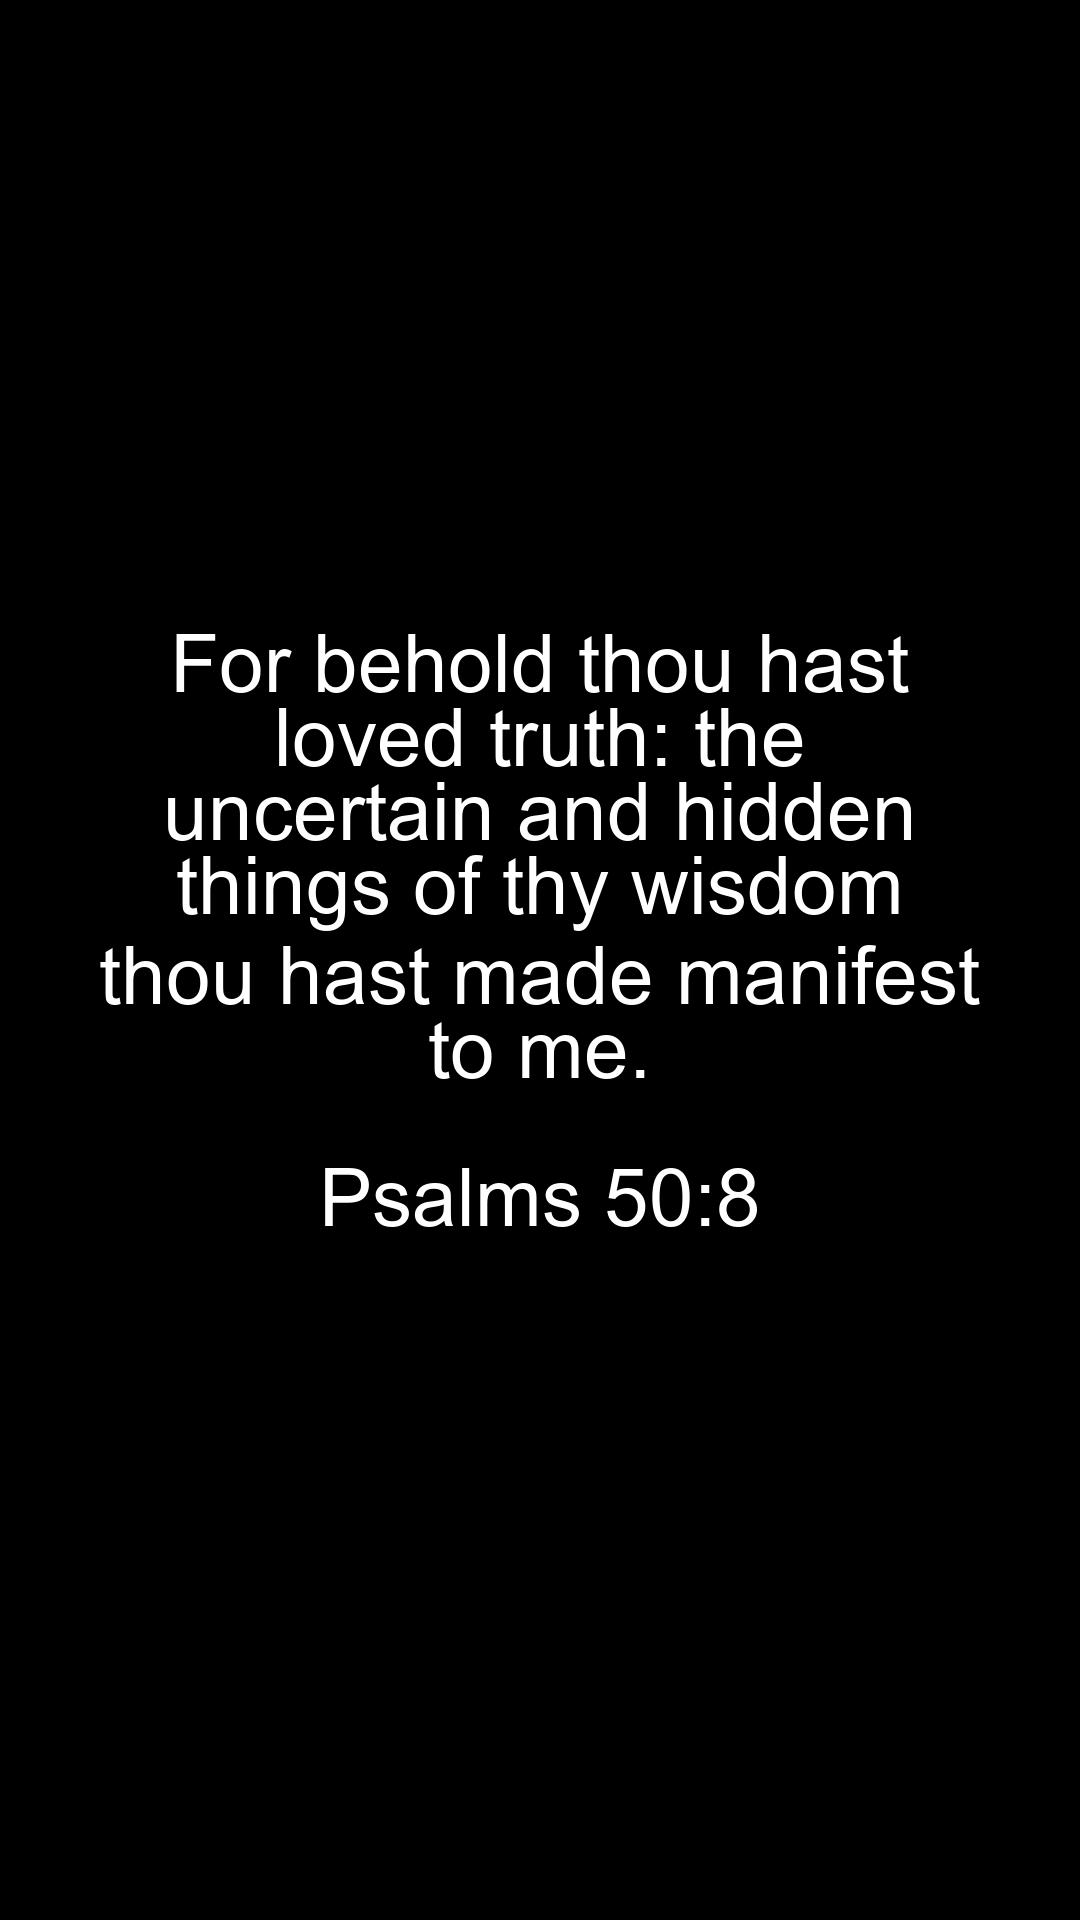 For behold thou hast
loved truth: the
uncertain and hidden
things of thy wisdom
thou hast made manifest
to me.
Psalms 50:8